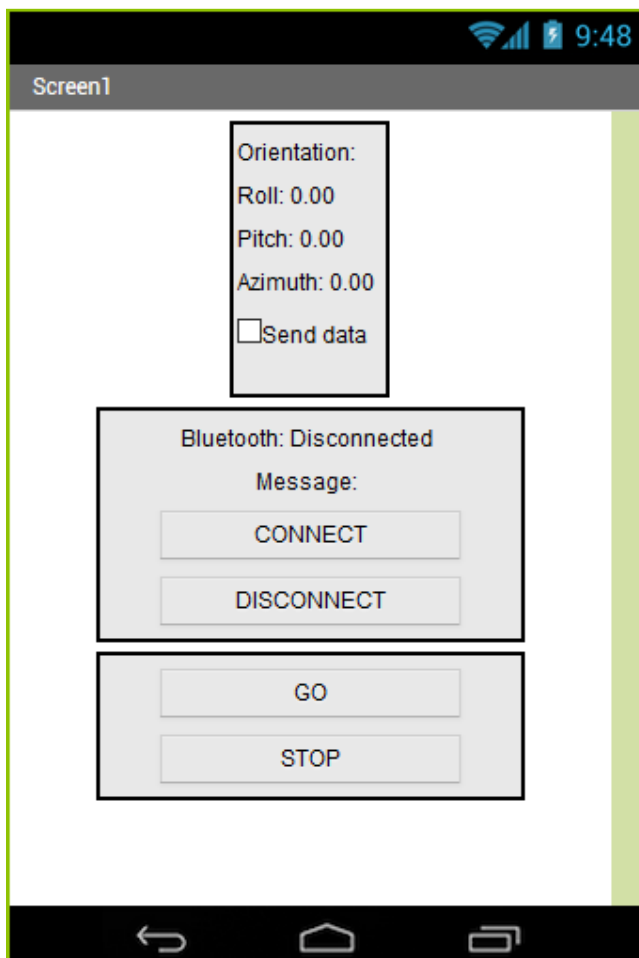 9:48
Screen1
Orientation:
Roll: 0.00
Pitch: 0.00
Azimuth: 0.00
Send data
Bluetooth: Disconnected
Message:
CONNECT
DISCONNECT
GO
STOP